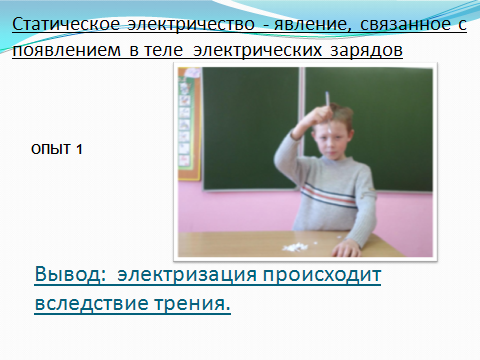 Статическое электричество - явление, связанное с
появлением в теле электрических зарядов
ОПЫТ 1
Вывод: электризация происходит
вследствие трения.